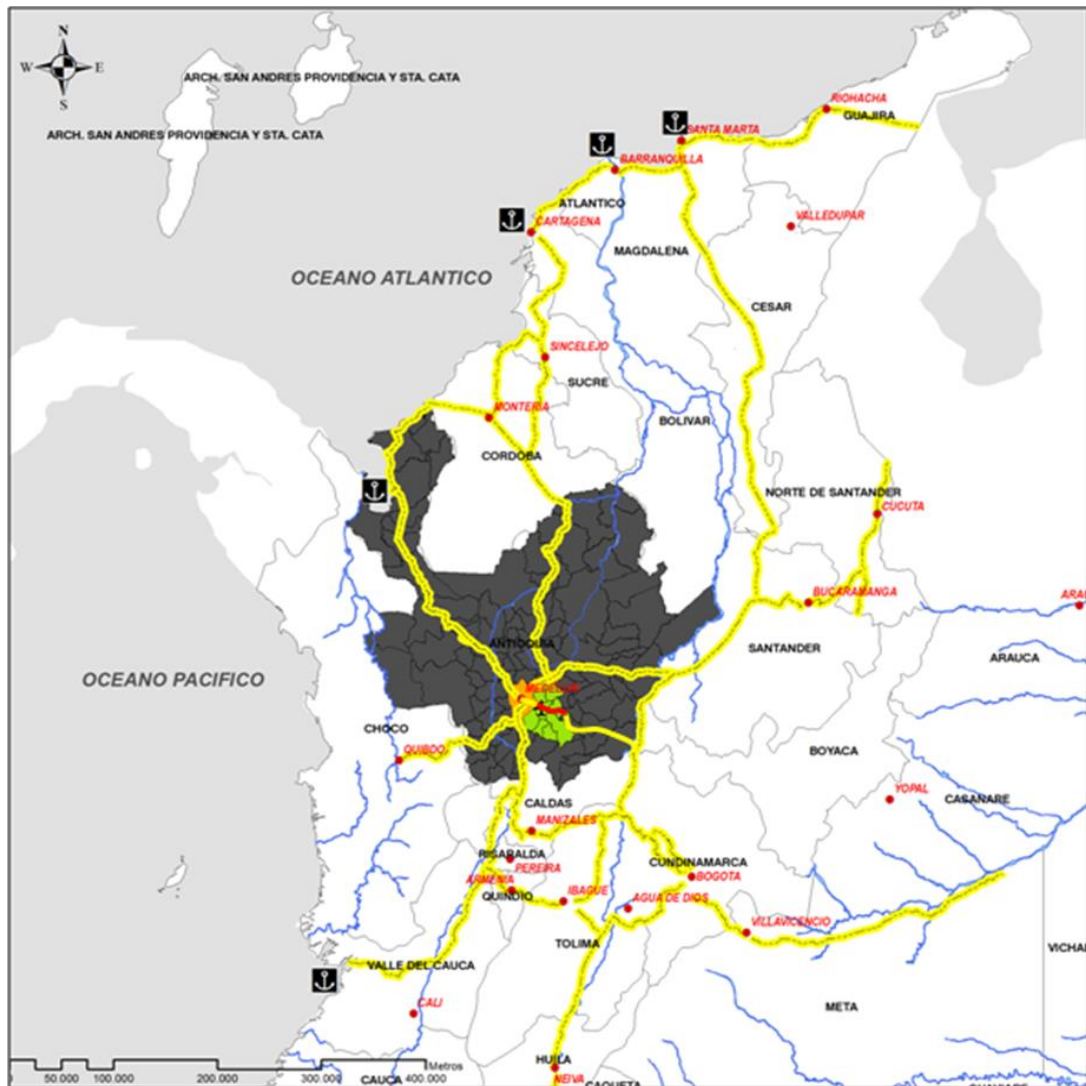 N
W E
S
ARCH. SAN ANDRES PROVIDENCIA Y STA. CATA
ARCH. SAN ANDRES PROVIDENCIA Y STA. CATA
RIOHACHA
GUAJIRA
SANTA MARTA
BARRANQUILLA
ATLANTICO
CARTAGENA
VALLEDUPAR
MAGDALENA
OCEANO ATLANTICO
CESAR
SINCELEJO
SUCRE
MONTERIA
BOLIVAR
CORDOBA
NORTE DE SANTANDER
CUCUTA
BUCARAMANGA
ANTIOQUIA
SANTANDER
ARAUCA
OCEANO PACIFICO
MEDELLIN
CHOCO
QUIBDO
BOYACA
YOPAL
CASANARE
CALDAS
MANIZALES
RISARALDA
PEREIRA
CUNDINAMARCA
BOGOTA
ARMENIA
QUINDIO
IBAGUE
AGUA DE DIOS
VILLAVICENCIO
TOLIMA
VALLE DEL CAUCA
CALI
META
HUILA
NEIVA
Metros
0 50.000 100.000 200.000 300.000 400.000
CAUCA